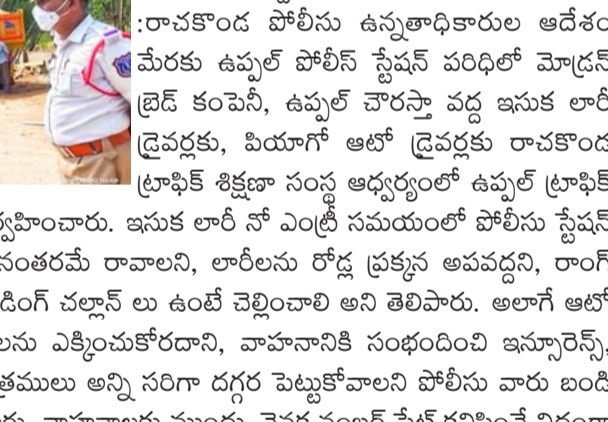 :రాచకొండ పోలీసు ఉన్నతాధికారుల ఆదేశం
మేరకు ఉప్పల్ పోలీస్ స్టేషన్ పరిధిలో మోడ్రన్
బ్రెడ్ కంపెనీ, ఉప్పల్ చౌరస్తా వద్ద ఇసుక లారీ
డ్రైవర్లకు, పియాగో ఆటో డ్రైవర్లకు రాచకొండ
ట్రాఫిక్ శిక్షణా సంస్థ ఆధ్వర్యంలో ఉప్పల్ ట్రాఫిక్
ర్వహించారు. ఇసుక లారీ నో ఎంట్రీ సమయంలో పోలీసు స్టేషన్
నంతరమే రావాలని, లారీలను రోడ్ల ప్రక్కన అపవద్దని, రాంగ్
డింగ్ చల్లాన్ లు ఉంటే చెల్లించాలి అని తెలిపారు. అలాగే ఆటో
లను ఎక్కించుకోరదాని, వాహనానికి సంభందించి ఇన్సూరెన్స్,
త్రములు అన్ని సరిగా దగ్గర పెట్టుకోవాలని పోలీసు వారు బండి